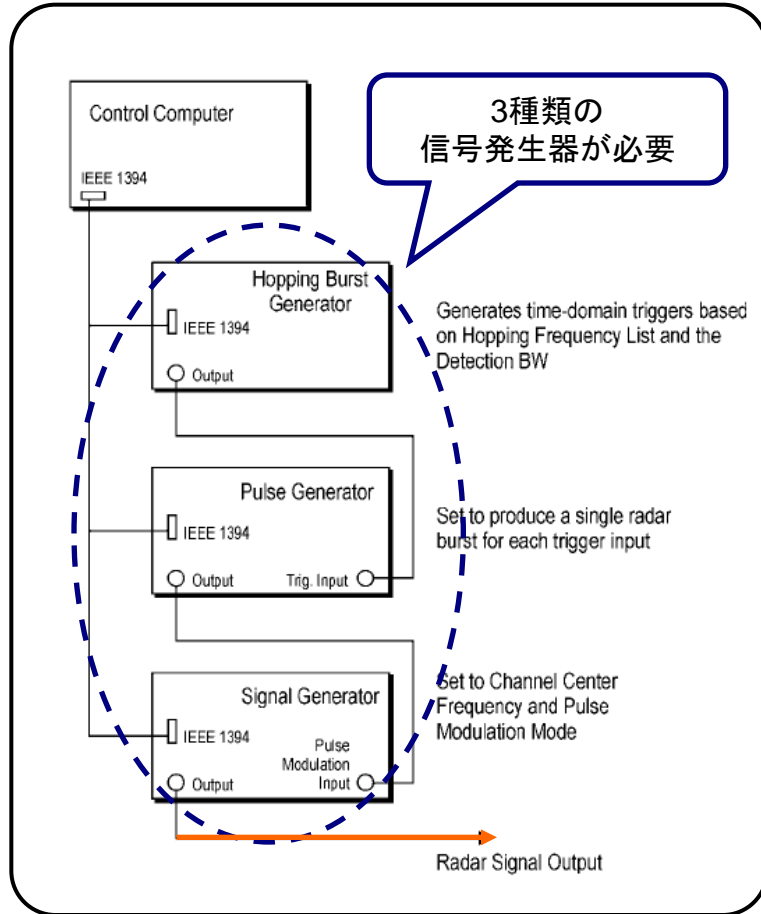 Control Computer
IEEE 1394
3種類の
信号発生器が必要
Hopping Burst
Generator
IEEE 1394
Output
Generates time-domain triggers based
on Hopping Frequency List and the
Detection BW
Pulse Generator
IEEE 1394
Output
Trig. Input
Set to produce a single radar
burst for each trigger input
Signal Generator
IEEE 1394
Pulse
Modulation
Input
Output
Set to Channel Center
Frequency and Pulse
Modulation Mode
Radar Signal Output